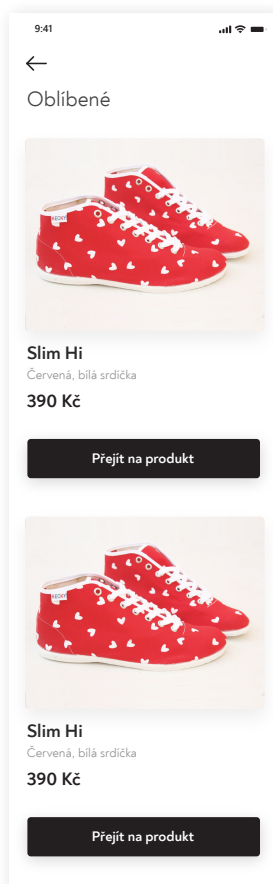 9:41
Oblíbené
Slim Hi
Červená, bílá srdíčka
390 Kč
Přejít na produkt
Slim Hi
Červená, bílá srdíčka
390 Kč
Přejít na produkt